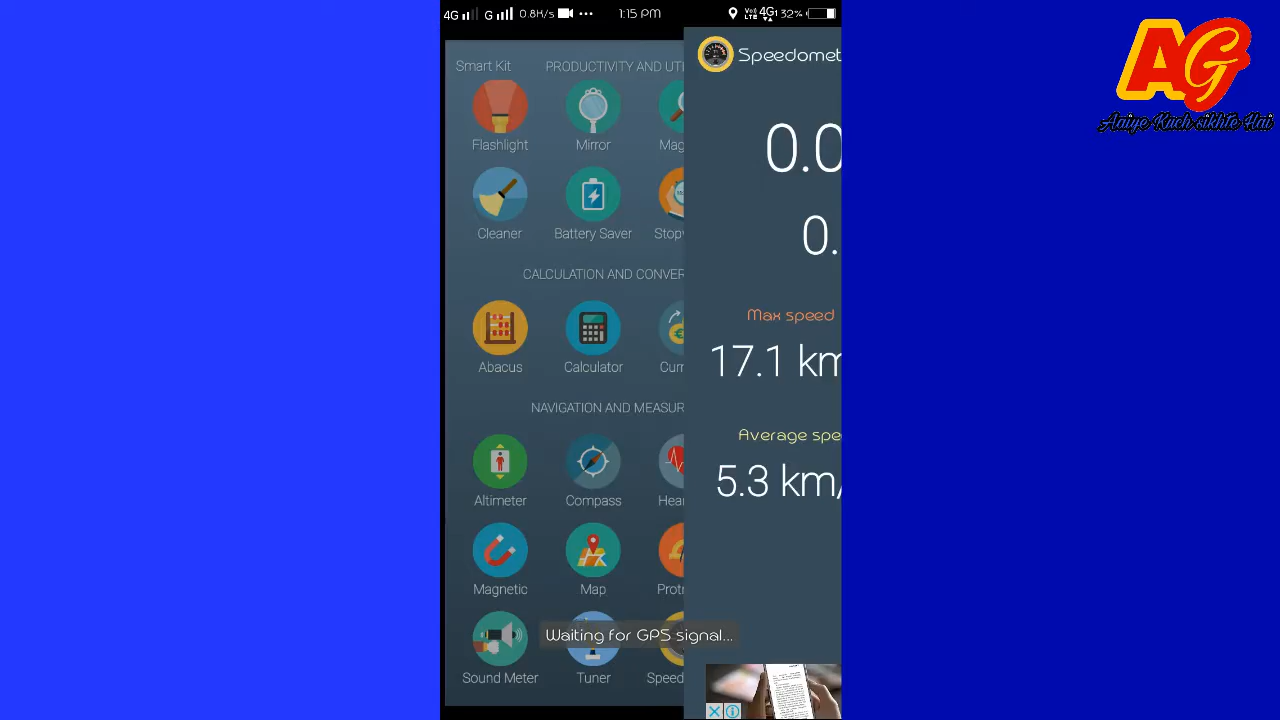 4G G 0.8K/s ... 1:15 PM VoLTE 4G1 32%
AG
Aaiye Kuch sikhte Hai
Smart Kit PRODUCTIVITY AND UTI
Speedomet
Flashlight Mirror Mag
0.0
Cleaner Battery Saver Stop
0.
CALCULATION AND CONVER
Max speed
Abacus Calculator Cur
17.1 km
NAVIGATION AND MEASUR
Average spe
Altimeter Compass Hear
5.3 km/
Magnetic Map Protr
Waiting for GPS signal...
Sound Meter Tuner Speed